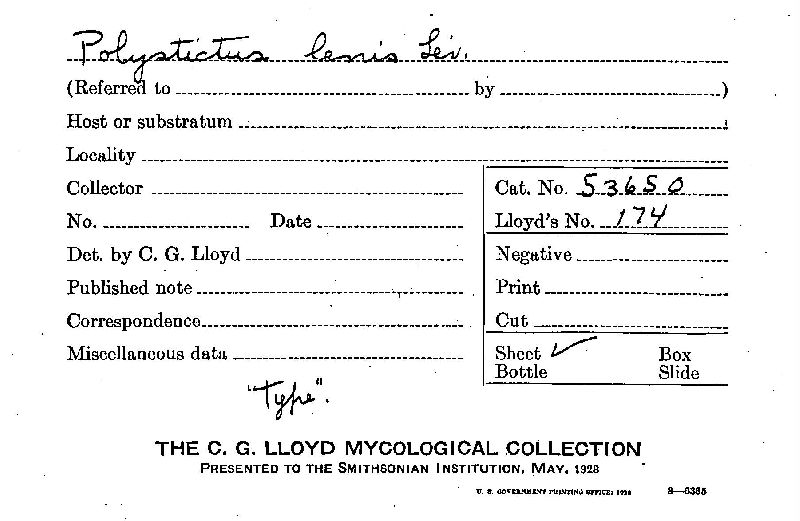 Polystictus lenis Lév.
(Referred to by )
Host or substratum
Locality
Collector
No. Date
Det. by C. G. Lloyd
Published note
Correspondence
Miscellaneous data
Cat. No. 53650
Lloyd's No. 174
Negative
Print
Cut
Sheet ✓ Box
Bottle Slide
"Type".
THE C. G. LLOYD MYCOLOGICAL COLLECTION
PRESENTED TO THE SMITHSONIAN INSTITUTION, MAY, 1928
U. S. GOVERNMENT PRINTING OFFICE: 1928